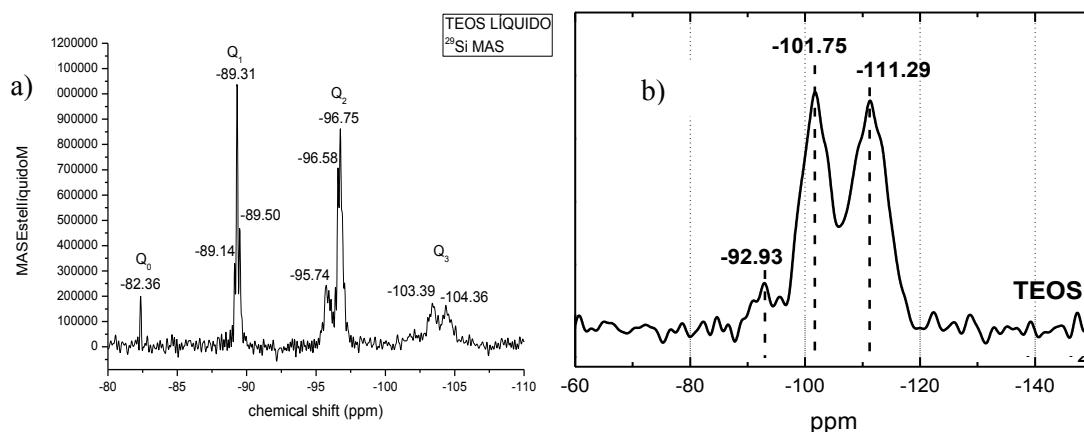 a)
TEOS LÍQUIDO
²⁹Si MAS
MASEstellíquidoM
1200000
100000
000000
900000
800000
700000
600000
500000
400000
300000
200000
100000
0
Q₀
-82.36
Q₁
-89.31
-89.14
-89.50
Q₂
-96.75
-96.58
-95.74
Q₃
-103.39
-104.36
-80 -85 -90 -95 -100 -105 -110
chemical shift (ppm)
b)
-101.75
-111.29
-92.93
TEOS
-60 -80 -100 -120 -140
ppm